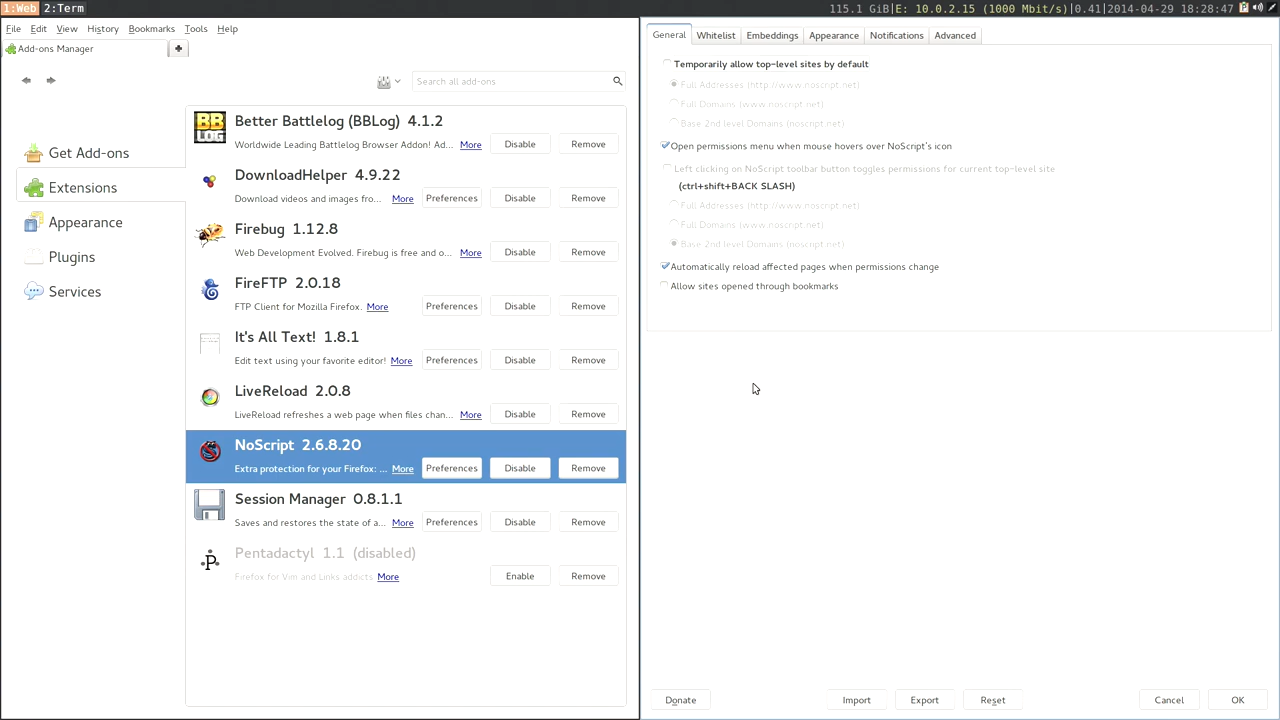 1:Web 2:Term
115.1 GiB|E: 10.0.2.15 (1000 Mbit/s)|0.41|2014-04-29 18:28:47
File Edit View History Bookmarks Tools Help
Add-ons Manager
Search all add-ons
Get Add-ons
Extensions
Appearance
Plugins
Services
Better Battlelog (BBLog) 4.1.2
Worldwide Leading Battlelog Browser Addon! Ad... More Disable Remove
DownloadHelper 4.9.22
Download videos and images fro... More Preferences Disable Remove
Firebug 1.12.8
Web Development Evolved. Firebug is free and o... More Disable Remove
FireFTP 2.0.18
FTP Client for Mozilla Firefox. More Preferences Disable Remove
It's All Text! 1.8.1
Edit text using your favorite editor! More Preferences Disable Remove
LiveReload 2.0.8
LiveReload refreshes a web page when files chan... More Disable Remove
NoScript 2.6.8.20
Extra protection for your Firefox: ... More Preferences Disable Remove
Session Manager 0.8.1.1
Saves and restores the state of a... More Preferences Disable Remove
Pentadactyl 1.1 (disabled)
Firefox for Vim and Links addicts More Enable Remove
General Whitelist Embeddings Appearance Notifications Advanced
Temporarily allow top-level sites by default
Full Addresses (http://www.noscript.net)
Full Domains (www.noscript.net)
Base 2nd level Domains (noscript.net)
Open permissions menu when mouse hovers over NoScript's icon
Left clicking on NoScript toolbar button toggles permissions for current top-level site
(ctrl+shift+BACK SLASH)
Full Addresses (http://www.noscript.net)
Full Domains (www.noscript.net)
Base 2nd level Domains (noscript.net)
Automatically reload affected pages when permissions change
Allow sites opened through bookmarks
Donate Import Export Reset Cancel OK